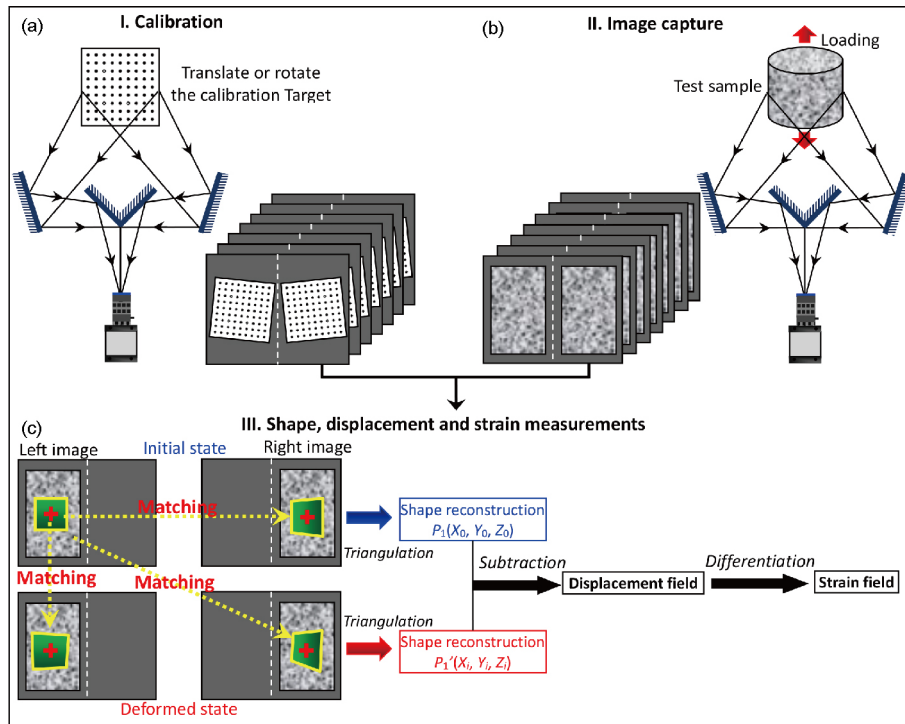 (a)
I. Calibration
Translate or rotate
the calibration Target
(b)
II. Image capture
Loading
Test sample
(c)
III. Shape, displacement and strain measurements
Left image
Initial state
Right image
Matching
Matching
Matching
Triangulation
Shape reconstruction
P₁(X₀, Y₀, Z₀)
Subtraction
Displacement field
Differentiation
Strain field
Triangulation
Shape reconstruction
P₁’(Xᵢ, Yᵢ, Zᵢ)
Deformed state